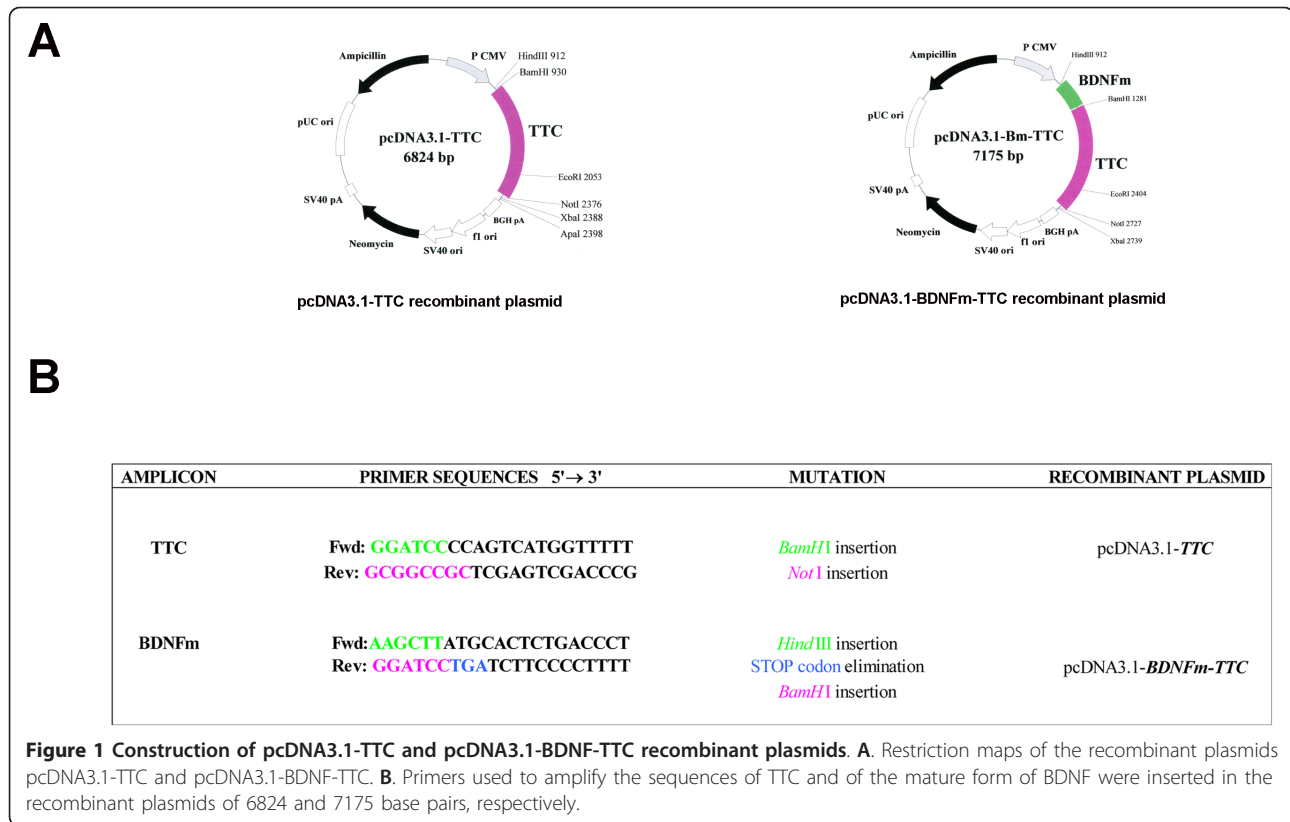 A
Ampicillin
P CMV
HindIII 912
BamHI 930
pUC ori
pcDNA3.1-TTC
6824 bp
TTC
EcoRI 2053
SV40 pA
NotI 2376
XbaI 2388
ApaI 2398
BGH pA
f1 ori
SV40 ori
Neomycin
pcDNA3.1-TTC recombinant plasmid
Ampicillin
P CMV
HindIII 912
BDNFm
BamHI 1281
pUC ori
pcDNA3.1-Bm-TTC
7175 bp
TTC
EcoRI 2404
SV40 pA
NotI 2727
XbaI 2739
BGH pA
f1 ori
SV40 ori
Neomycin
pcDNA3.1-BDNFm-TTC recombinant plasmid
B
AMPLICON PRIMER SEQUENCES 5'→ 3' MUTATION RECOMBINANT PLASMID
TTC Fwd: GGATCCCCAGTCATGGTTTTT BamHI insertion pcDNA3.1-TTC
Rev: GCGGCCGCTCGAGTCGACCCG Not I insertion
BDNFm Fwd:AAGCTTATGCACTCTGACCCT Hind III insertion
Rev: GGATCCTGATCTTCCCCTTTT STOP codon elimination pcDNA3.1-BDNFm-TTC
BamHI insertion
Figure 1 Construction of pcDNA3.1-TTC and pcDNA3.1-BDNF-TTC recombinant plasmids. A. Restriction maps of the recombinant plasmids
pcDNA3.1-TTC and pcDNA3.1-BDNF-TTC. B. Primers used to amplify the sequences of TTC and of the mature form of BDNF were inserted in the
recombinant plasmids of 6824 and 7175 base pairs, respectively.